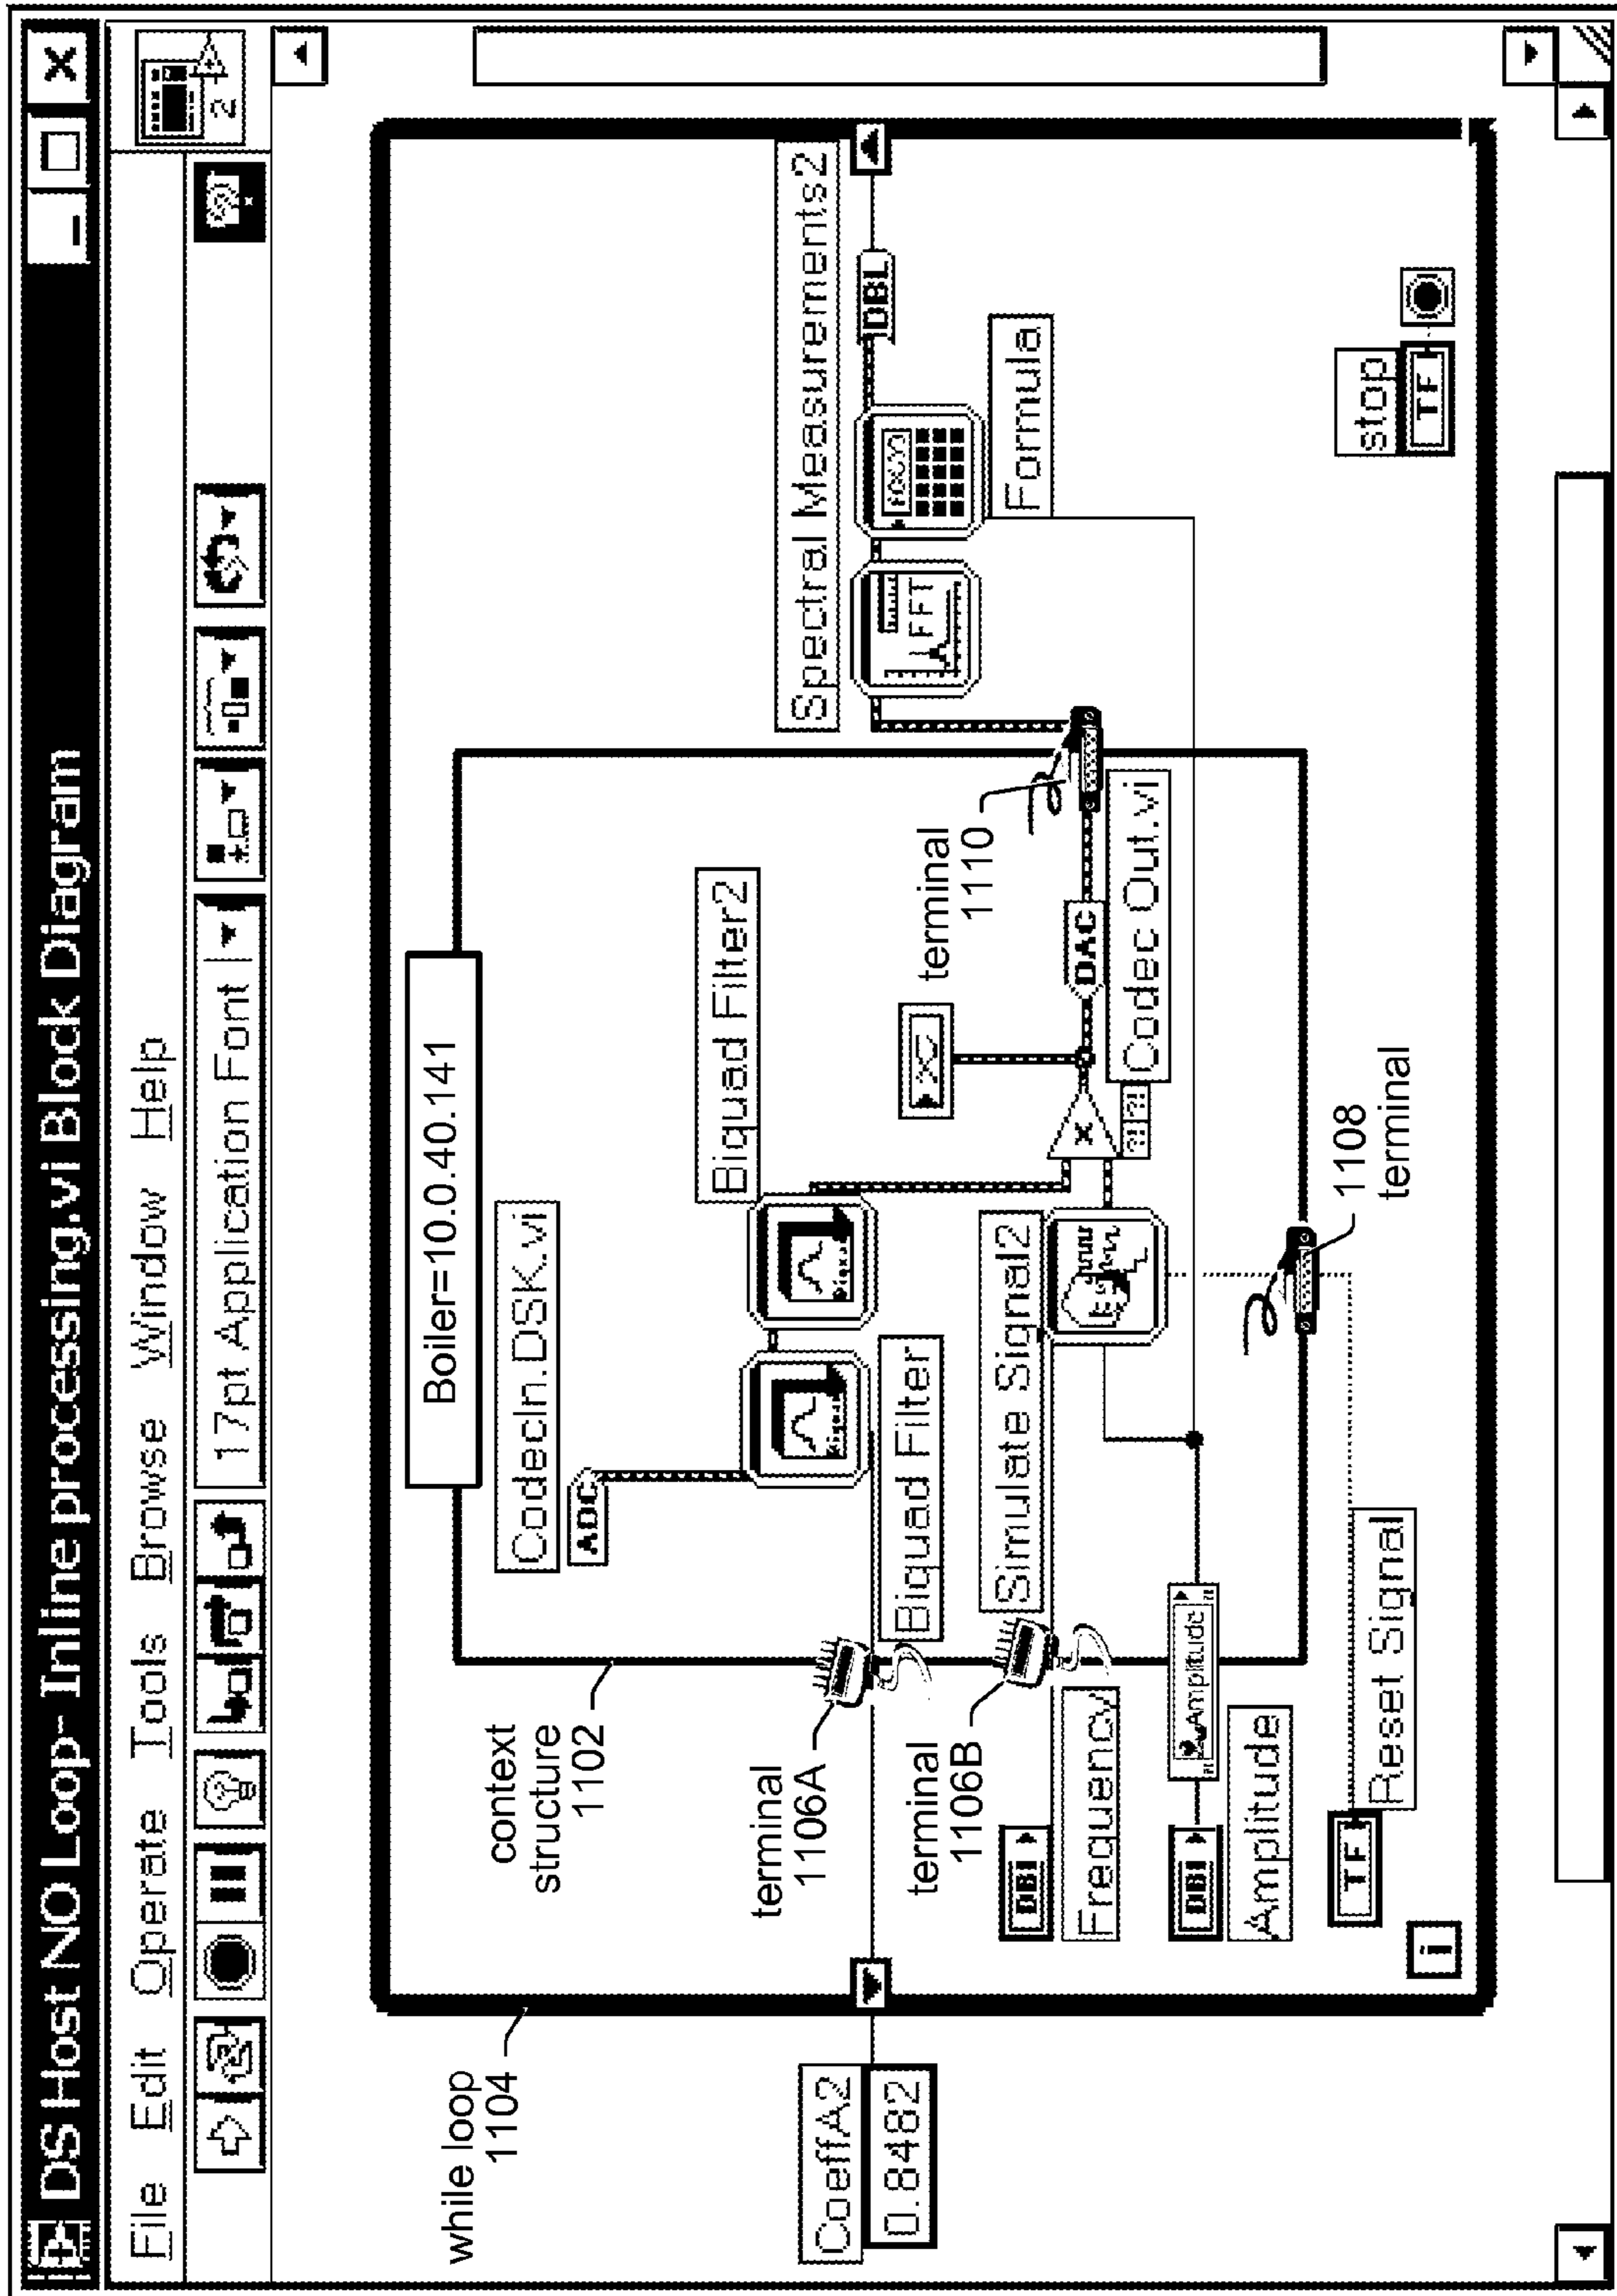 DS Host NO Loop- Inline processing.vi Block Diagram
File Edit Operate Tools Browse Window Help
17pt Application Font
2
while loop
1104
context
structure
1102
Boiler=10.0.40.141
CodecIn.DSK.vi
ADC
Biquad Filter2
Spectral Measurements2
terminal
1106A
Biquad Filter
terminal
1110
FFT
DBL
Formula
CoeffA2
0.8482
terminal
1106B
Simulate Signal2
x
DAC
Codec Out.vi
DBL
Frequency
DBL
Amplitude
Amplitude
1108
terminal
TF
Reset Signal
stop
TF
i